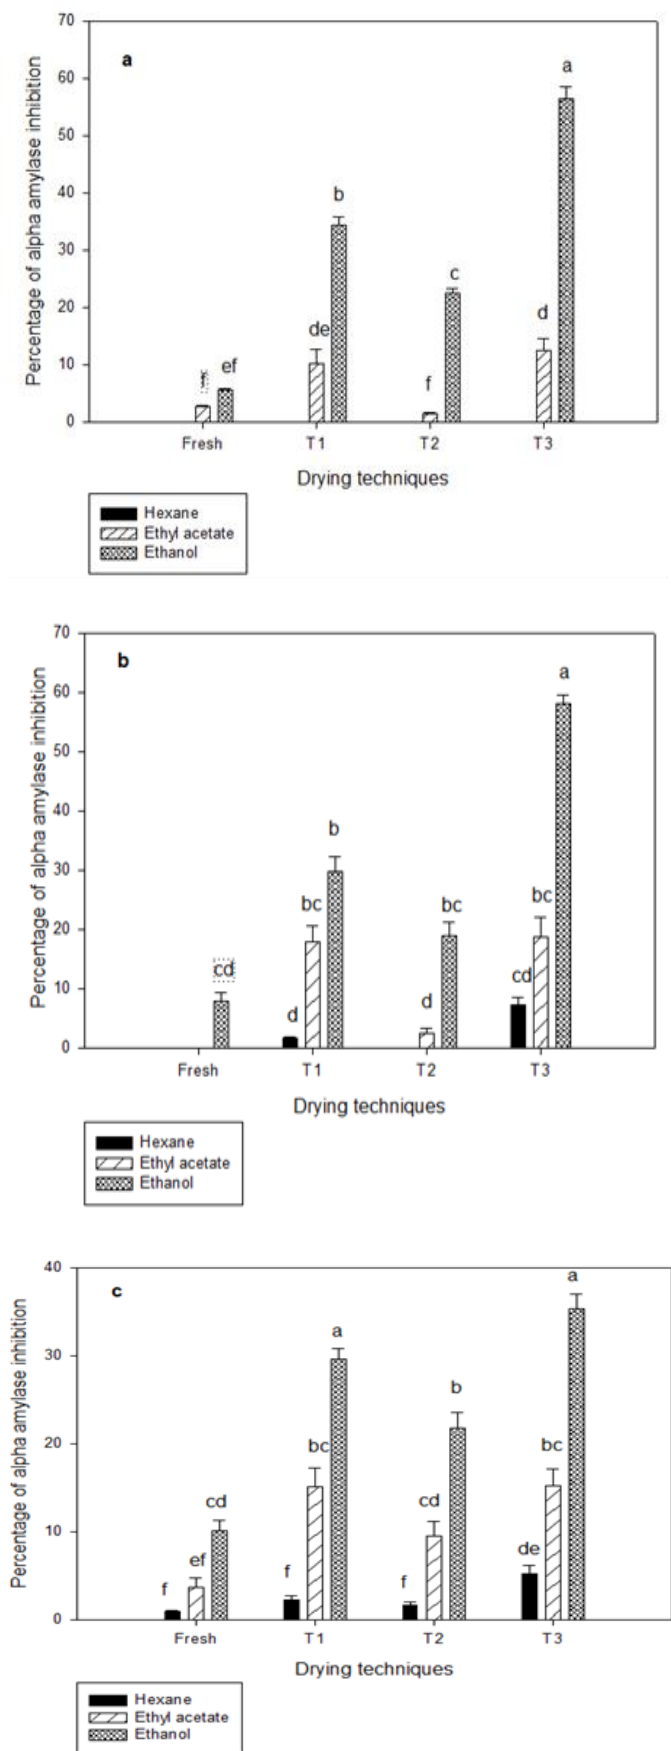 70
a
a
60
50
40
b
30
c
20
de
d
10
f
ef
f
0
Fresh T1 T2 T3
Percentage of alpha amylase inhibition
Drying techniques
Hexane
Ethyl acetate
Ethanol
70
b
a
60
50
40
b
30
bc
bc
bc
20
cd
cd
10
d
d
0
Fresh T1 T2 T3
Percentage of alpha amylase inhibition
Drying techniques
Hexane
Ethyl acetate
Ethanol
40
c
a
a
30
b
20
bc
bc
cd
cd
10
ef
de
f
f
f
0
Fresh T1 T2 T3
Percentage of alpha amylase inhibition
Drying techniques
Hexane
Ethyl acetate
Ethanol